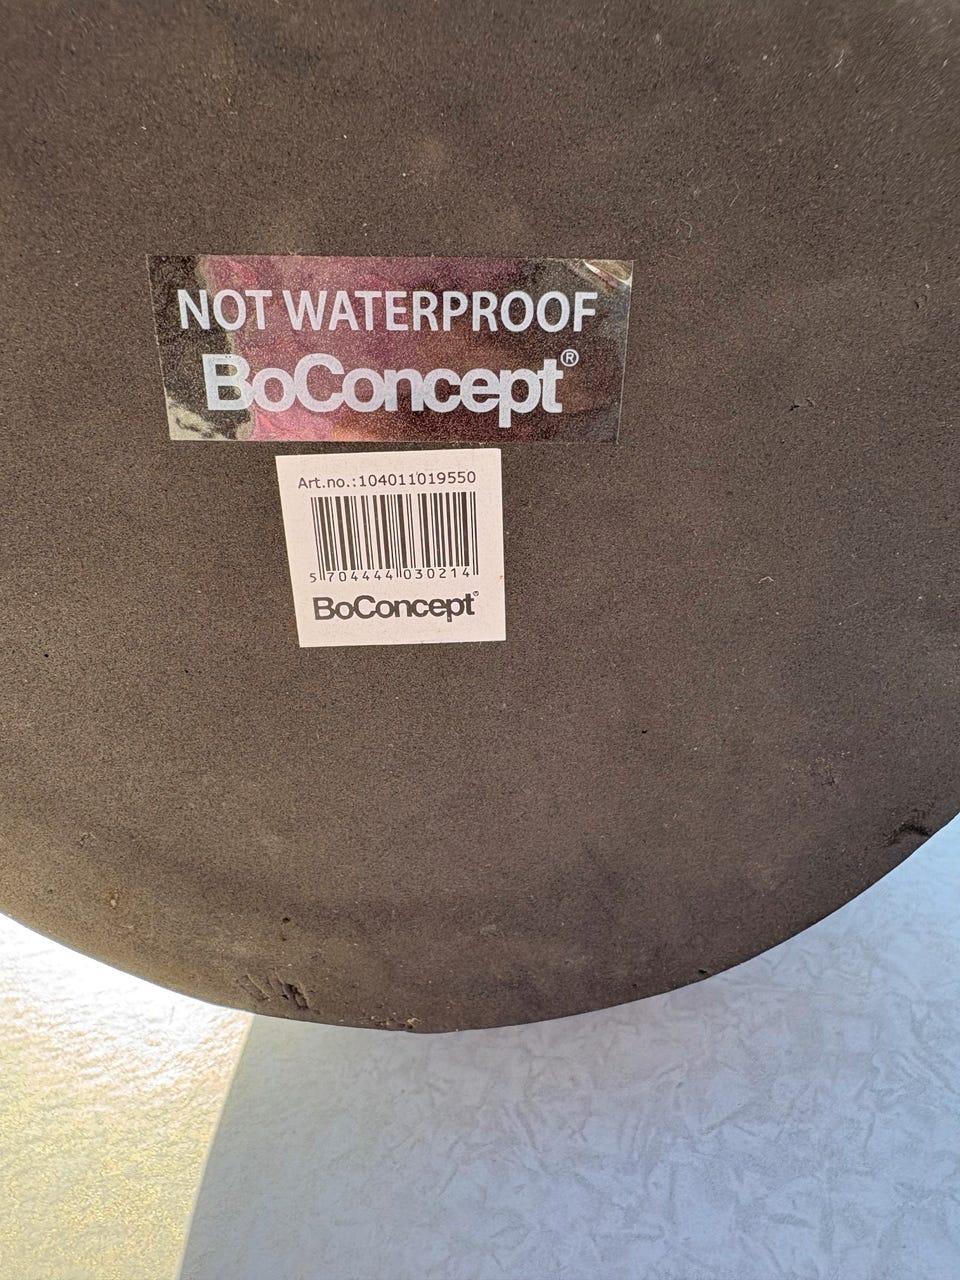 NOT WATERPROOF
BoConcept®
Art.no.:104011019550
5 704444 030214
BoConcept®